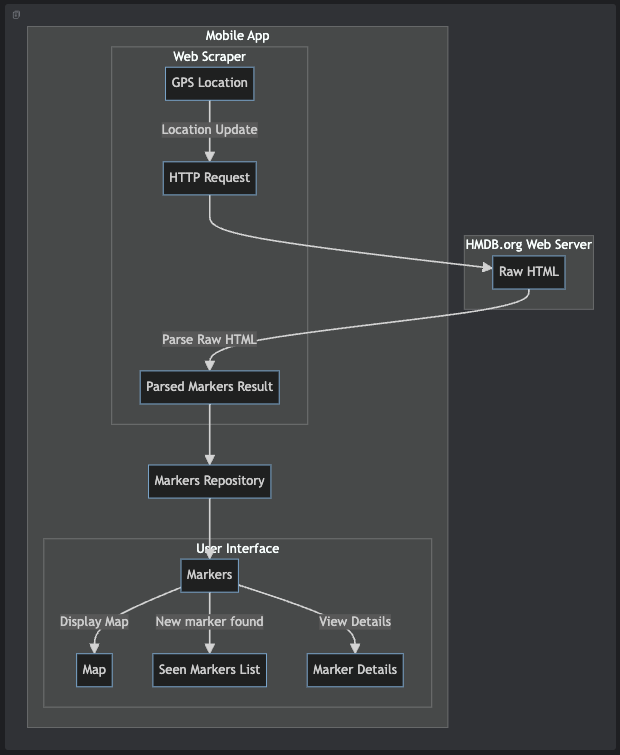 Mobile App
Web Scraper
GPS Location
Location Update
HTTP Request
HMDB.org Web Server
Raw HTML
Parse Raw HTML
Parsed Markers Result
Markers Repository
User Interface
Markers
Display Map
New marker found
View Details
Map
Seen Markers List
Marker Details